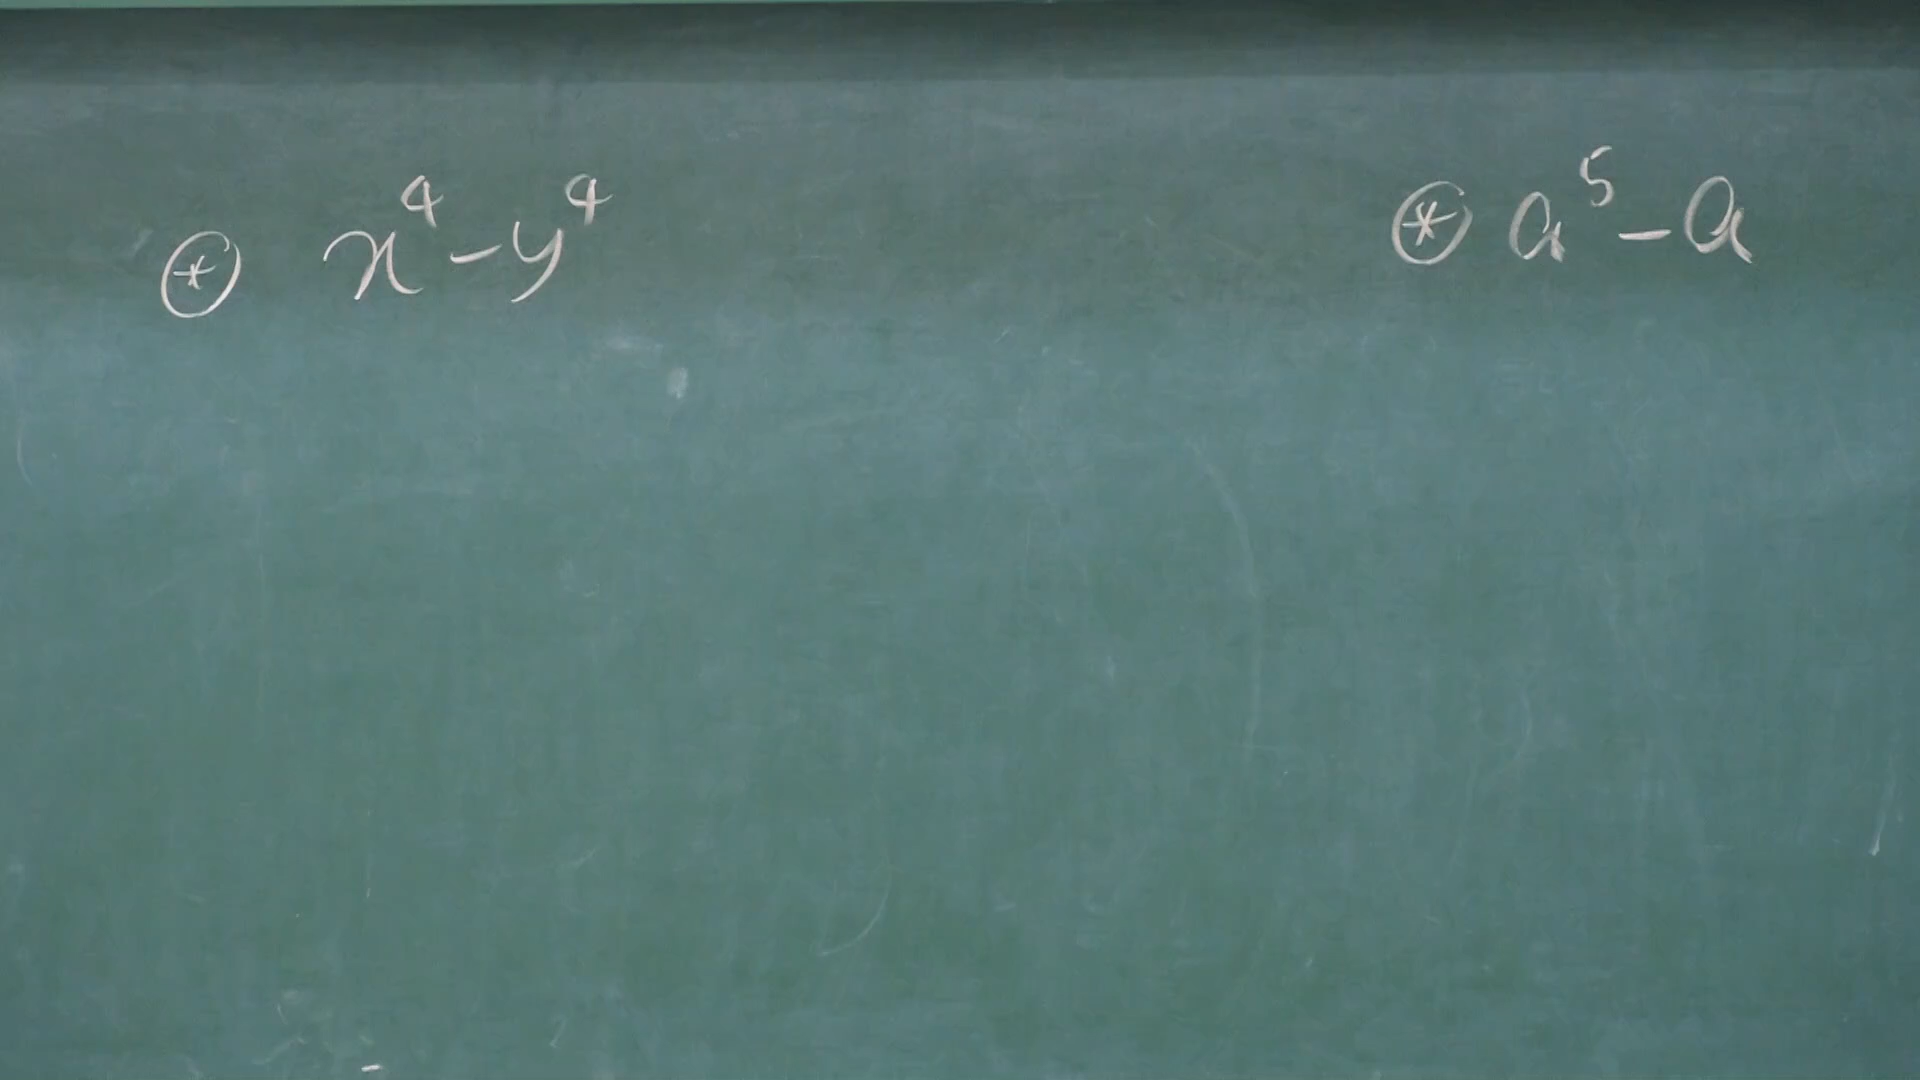 ⊛ x⁴ - y⁴
⊛ a⁵ - a